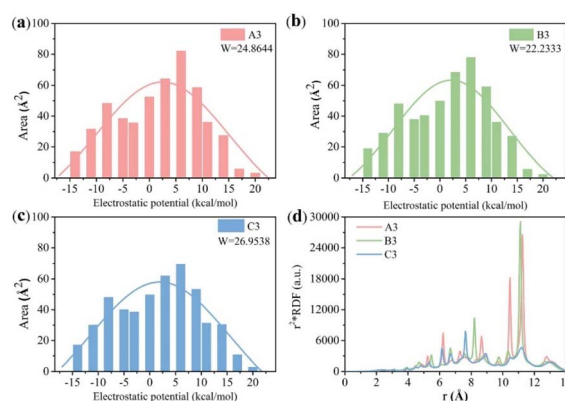 (a)
A3
W=24.8644
Area (Å²)
100
80
60
40
20
0
-15 -10 -5 0 5 10 15 20
Electrostatic potential (kcal/mol)
(b)
B3
W=22.2333
Area (Å²)
100
80
60
40
20
0
-15 -10 -5 0 5 10 15 20
Electrostatic potential (kcal/mol)
(c)
C3
W=26.9538
Area (Å²)
100
80
60
40
20
0
-15 -10 -5 0 5 10 15 20
Electrostatic potential (kcal/mol)
(d)
A3
B3
C3
r²*RDF (a.u.)
30000
24000
18000
12000
6000
0
0 2 4 6 8 10 12 14
r (Å)